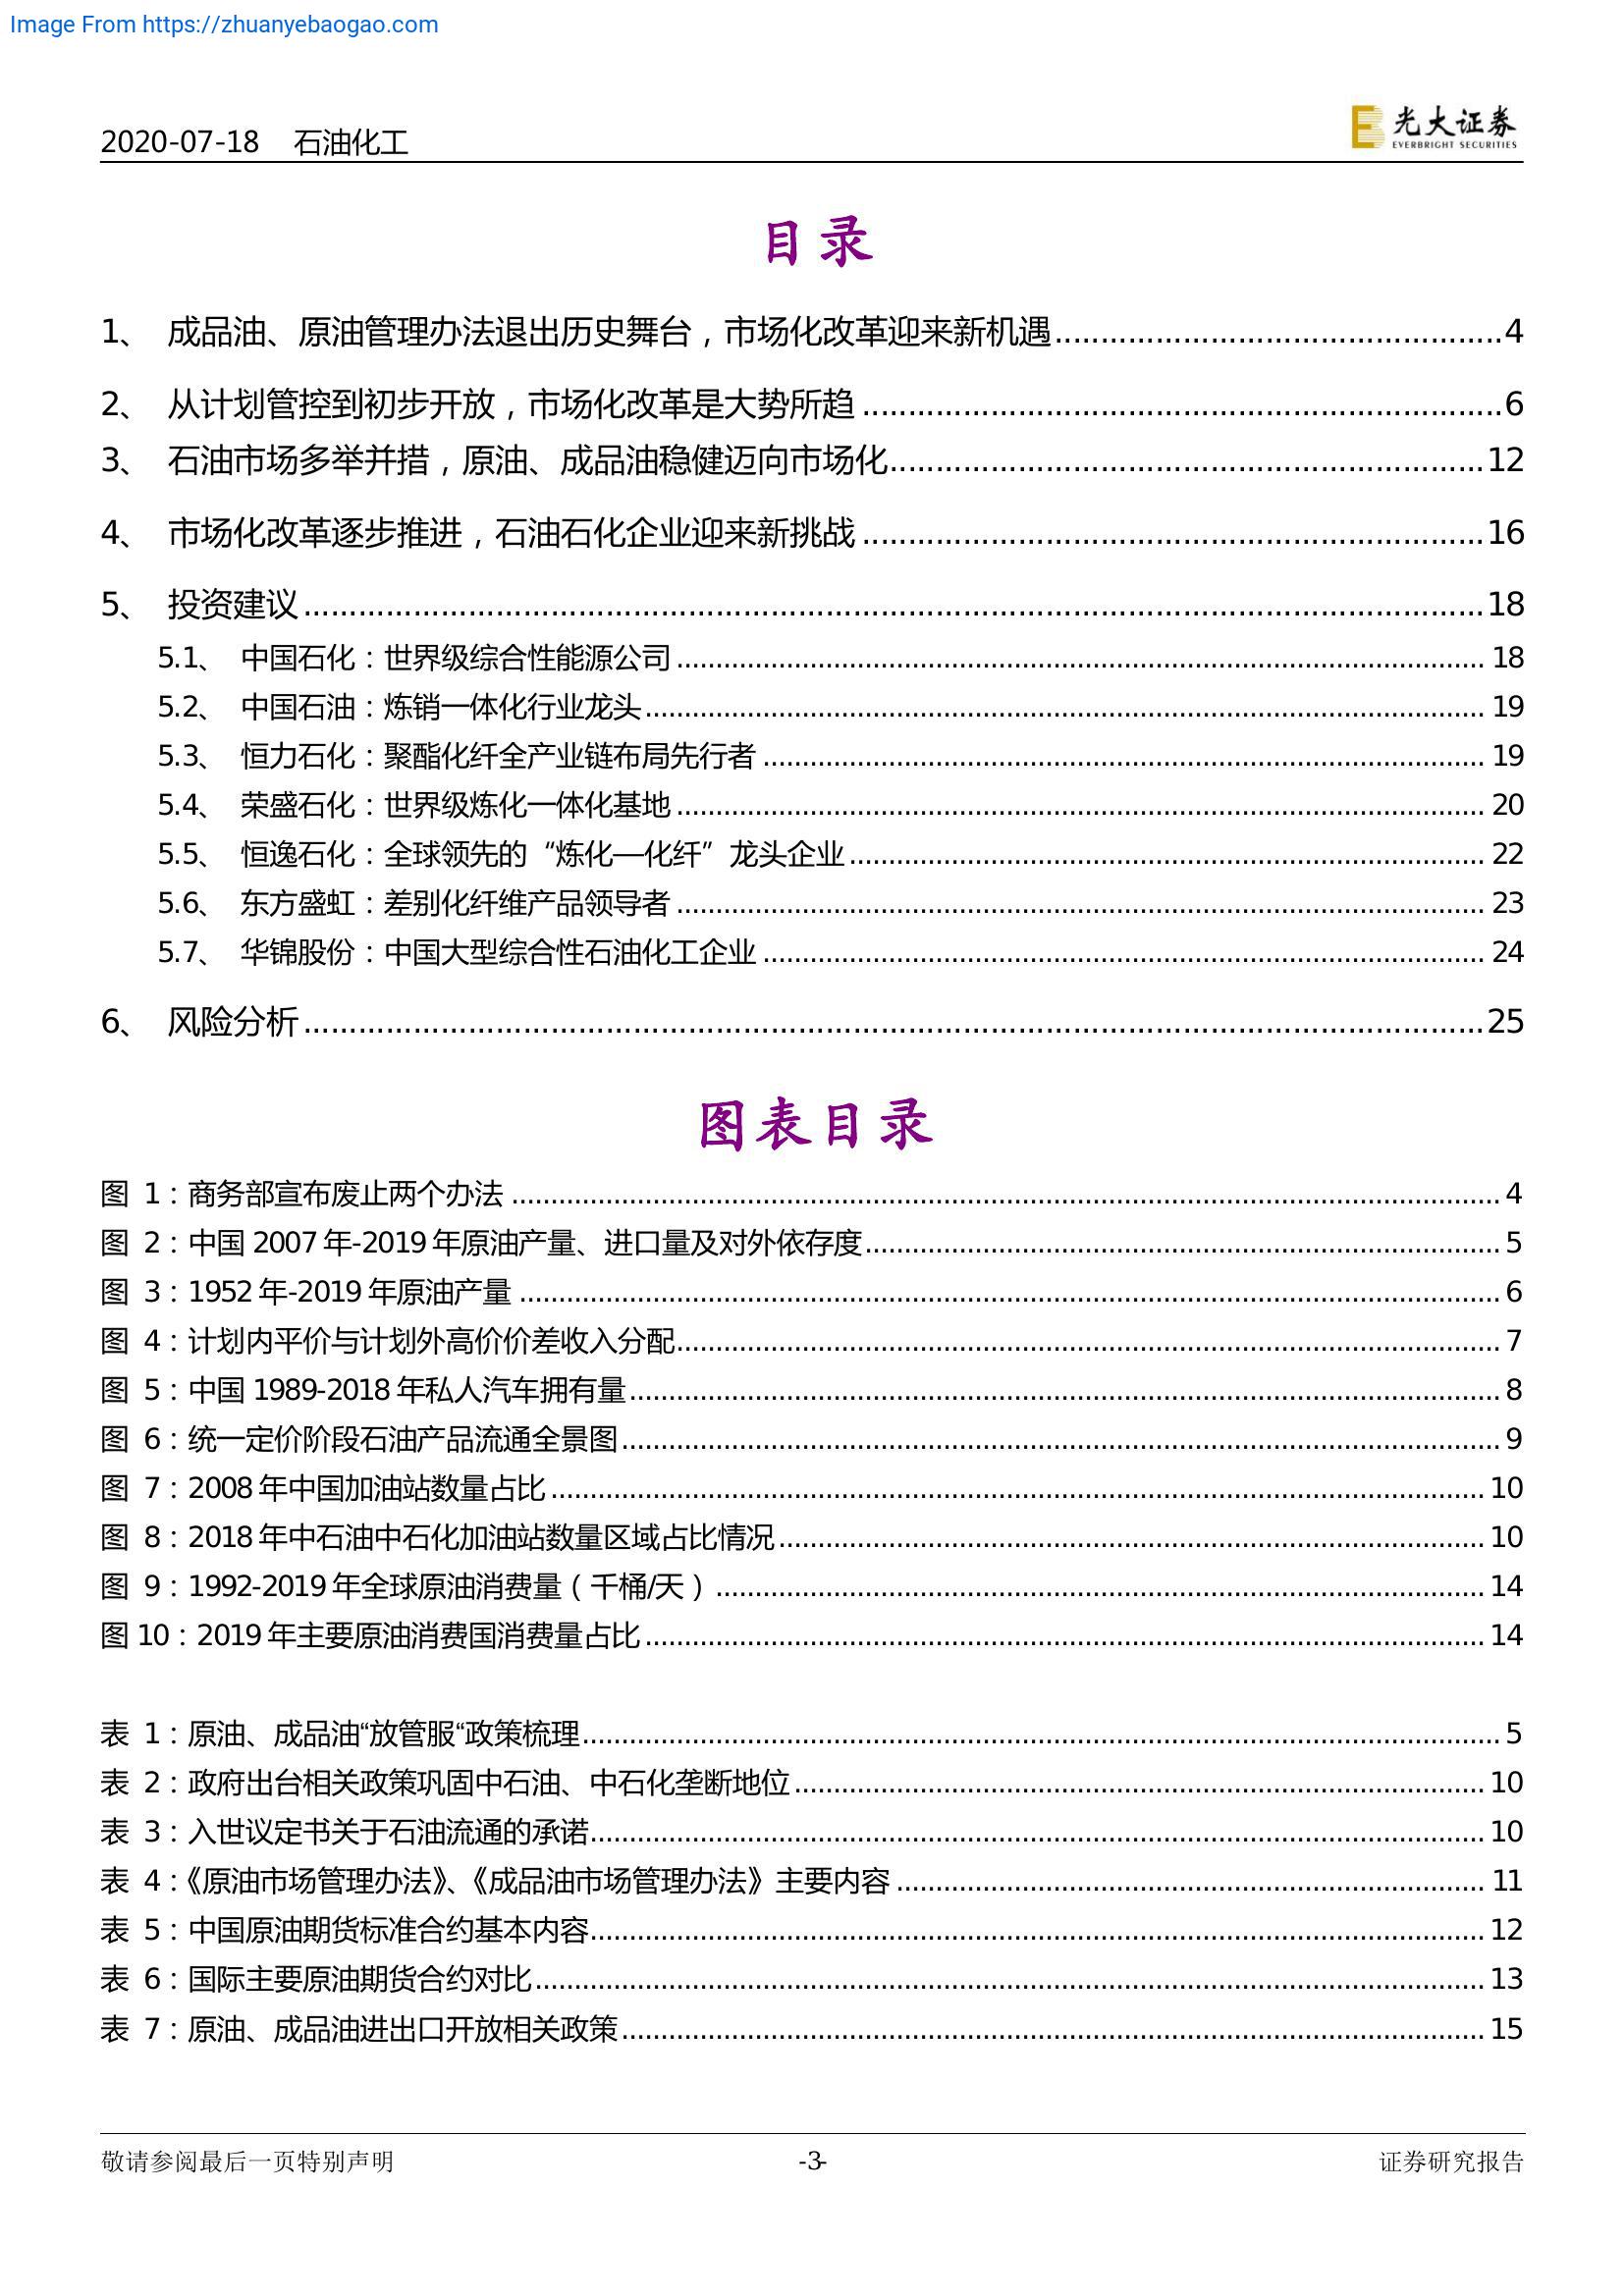 Image From https://zhuanyebaogao.com
2020-07-18 石油化工
光大证券
EVERBRIGHT SECURITIES
目录
1、 成品油、原油管理办法退出历史舞台，市场化改革迎来新机遇 4
2、 从计划管控到初步开放，市场化改革是大势所趋 6
3、 石油市场多举并措，原油、成品油稳健迈向市场化 12
4、 市场化改革逐步推进，石油石化企业迎来新挑战 16
5、 投资建议 18
5.1、 中国石化：世界级综合性能源公司 18
5.2、 中国石油：炼销一体化行业龙头 19
5.3、 恒力石化：聚酯化纤全产业链布局先行者 19
5.4、 荣盛石化：世界级炼化一体化基地 20
5.5、 恒逸石化：全球领先的“炼化—化纤”龙头企业 22
5.6、 东方盛虹：差别化纤维产品领导者 23
5.7、 华锦股份：中国大型综合性石油化工企业 24
6、 风险分析 25
图表目录
图 1：商务部宣布废止两个办法 4
图 2：中国 2007 年-2019 年原油产量、进口量及对外依存度 5
图 3：1952 年-2019 年原油产量 6
图 4：计划内平价与计划外高价价差收入分配 7
图 5：中国 1989-2018 年私人汽车拥有量 8
图 6：统一定价阶段石油产品流通全景图 9
图 7：2008 年中国加油站数量占比 10
图 8：2018 年中石油中石化加油站数量区域占比情况 10
图 9：1992-2019 年全球原油消费量（千桶/天） 14
图 10：2019 年主要原油消费国消费量占比 14
表 1：原油、成品油“放管服“政策梳理 5
表 2：政府出台相关政策巩固中石油、中石化垄断地位 10
表 3：入世议定书关于石油流通的承诺 10
表 4：《原油市场管理办法》、《成品油市场管理办法》主要内容 11
表 5：中国原油期货标准合约基本内容 12
表 6：国际主要原油期货合约对比 13
表 7：原油、成品油进出口开放相关政策 15
敬请参阅最后一页特别声明 -3- 证券研究报告